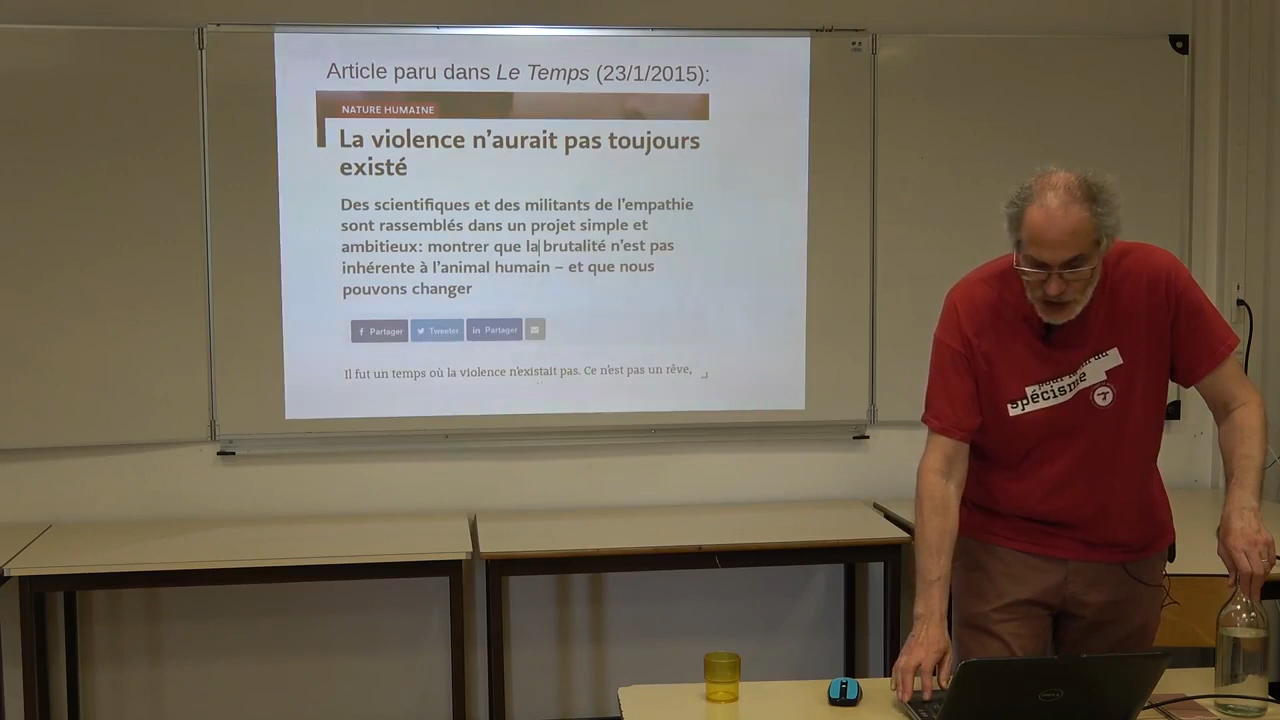 Article paru dans Le Temps (23/1/2015):
NATURE HUMAINE
La violence n'aurait pas toujours
existé
Des scientifiques et des militants de l'empathie
sont rassemblés dans un projet simple et
ambitieux: montrer que la brutalité n'est pas
inhérente à l'animal humain – et que nous
pouvons changer
Partager Tweeter Partager
Il fut un temps où la violence n'existait pas. Ce n'est pas un rêve,
spécisme
DELL